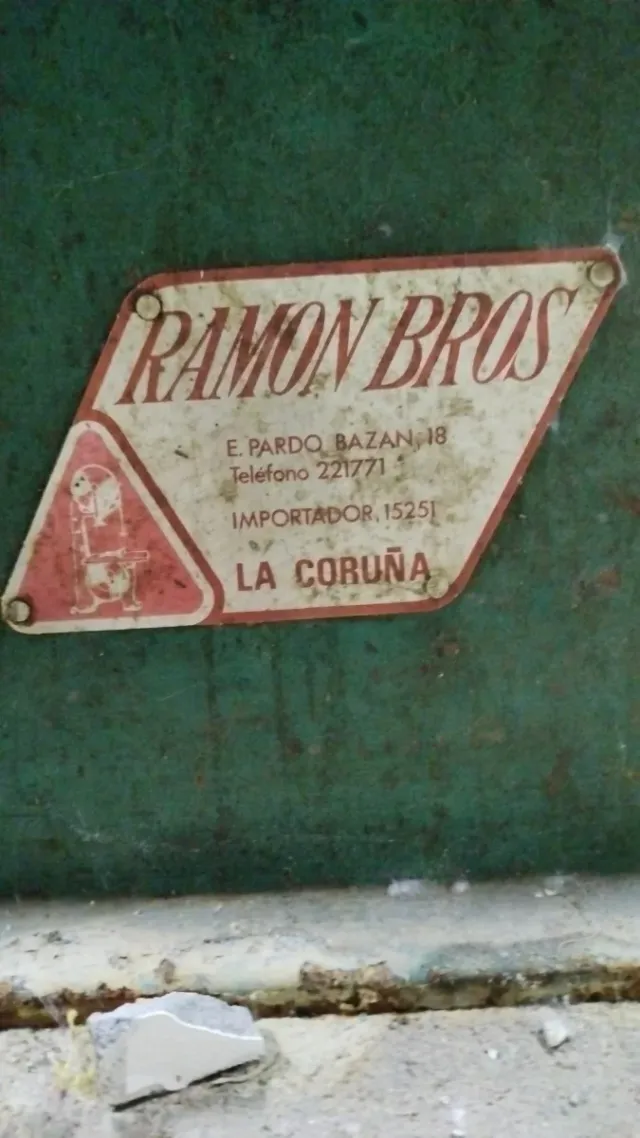 RAMON BROS
E. PARDO BAZAN, 18
Teléfono 221771
IMPORTADOR, 15251
LA CORUÑA